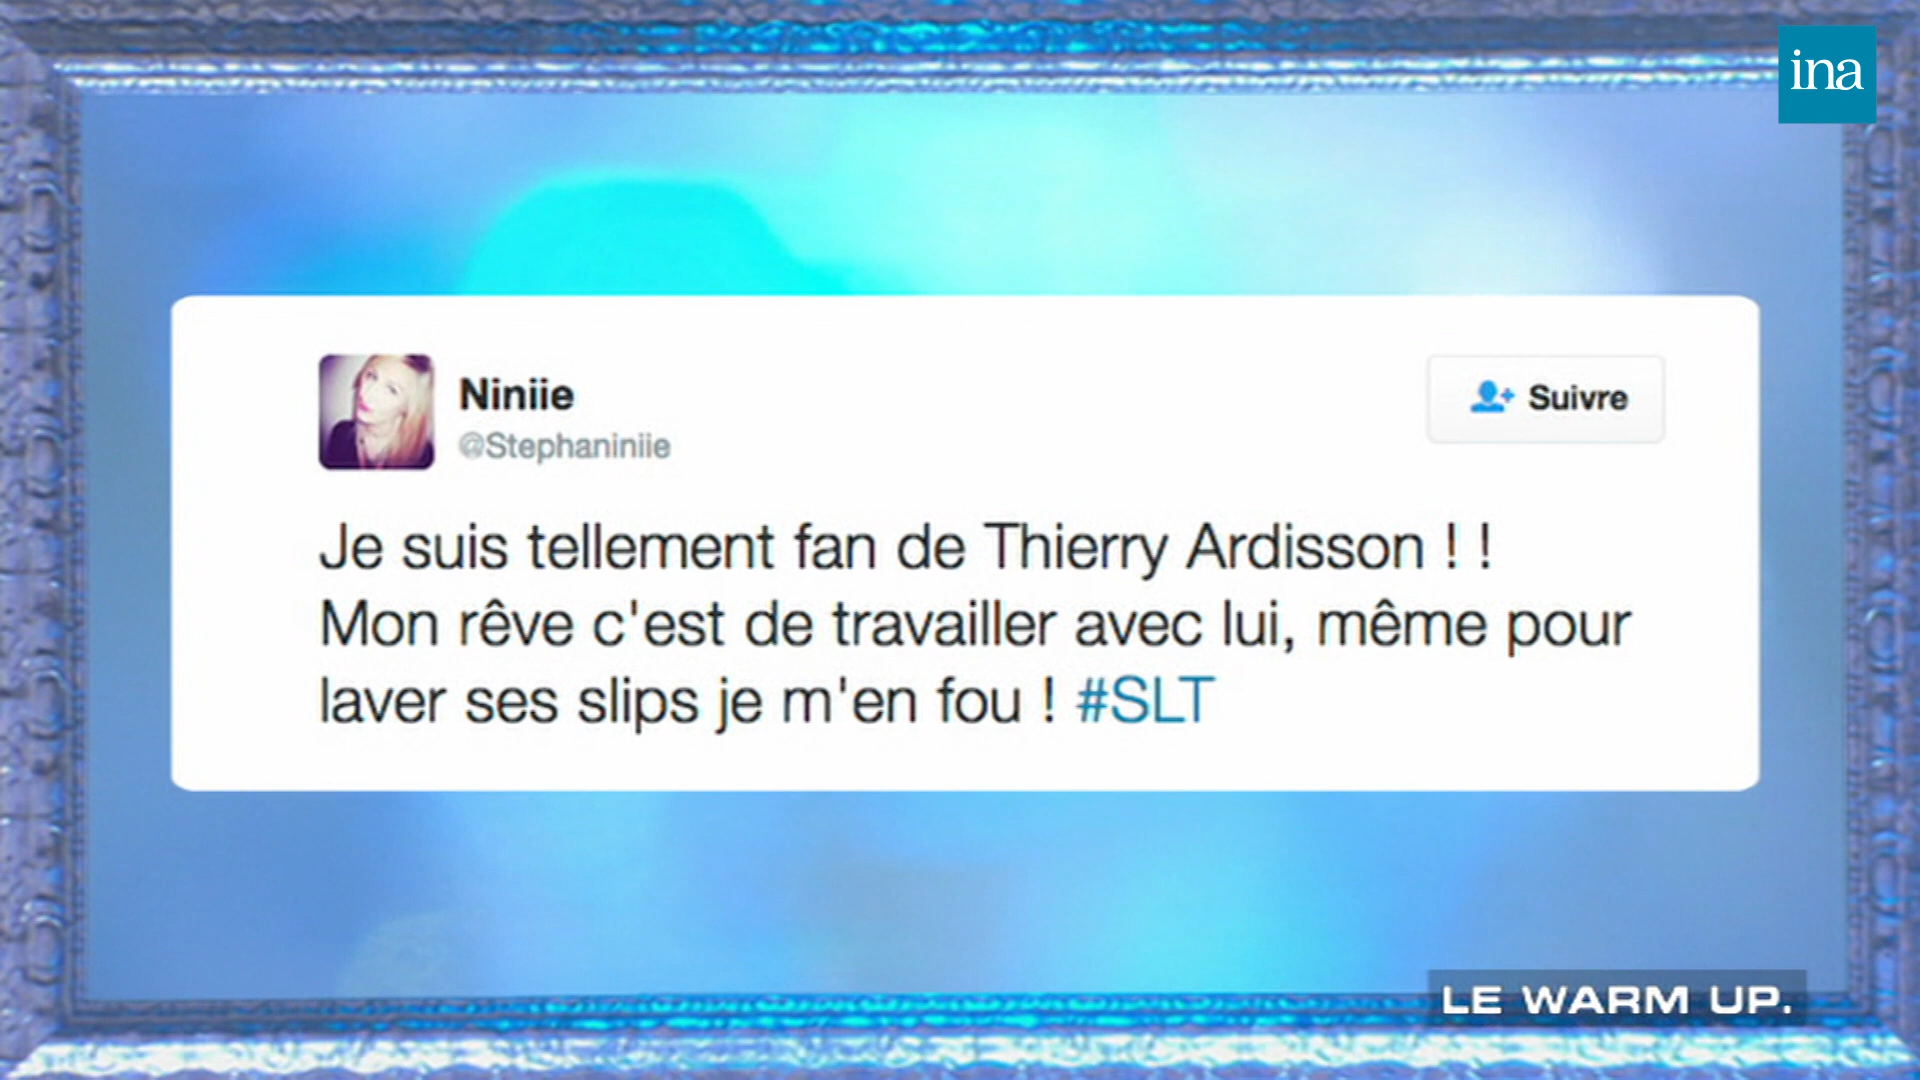 ina
Niniie
@Stephaniniie
Suivre
Je suis tellement fan de Thierry Ardisson ! !
Mon rêve c'est de travailler avec lui, même pour
laver ses slips je m'en fou ! #SLT
LE WARM UP.